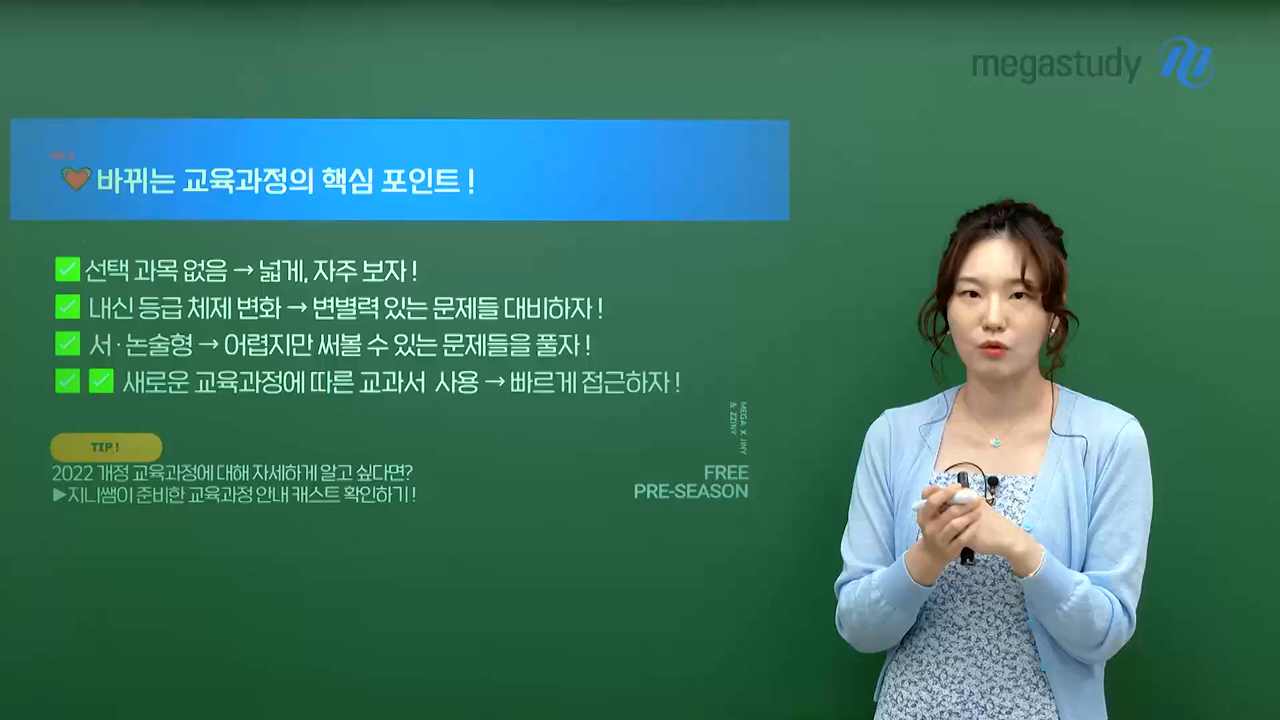 megastudy
바뀌는 교육과정의 핵심 포인트 !
선택 과목 없음 → 넓게, 자주 보자 !
내신 등급 체제 변화 → 변별력 있는 문제들 대비하자 !
서·논술형 → 어렵지만 써볼 수 있는 문제들을 풀자 !
새로운 교육과정에 따른 교과서 사용 → 빠르게 접근하자 !
MEGA X JINY
& ZZINY
TIP !
2022 개정 교육과정에 대해 자세하게 알고 싶다면?
▶지니쌤이 준비한 교육과정 안내 캐스트 확인하기 !
FREE
PRE-SEASON